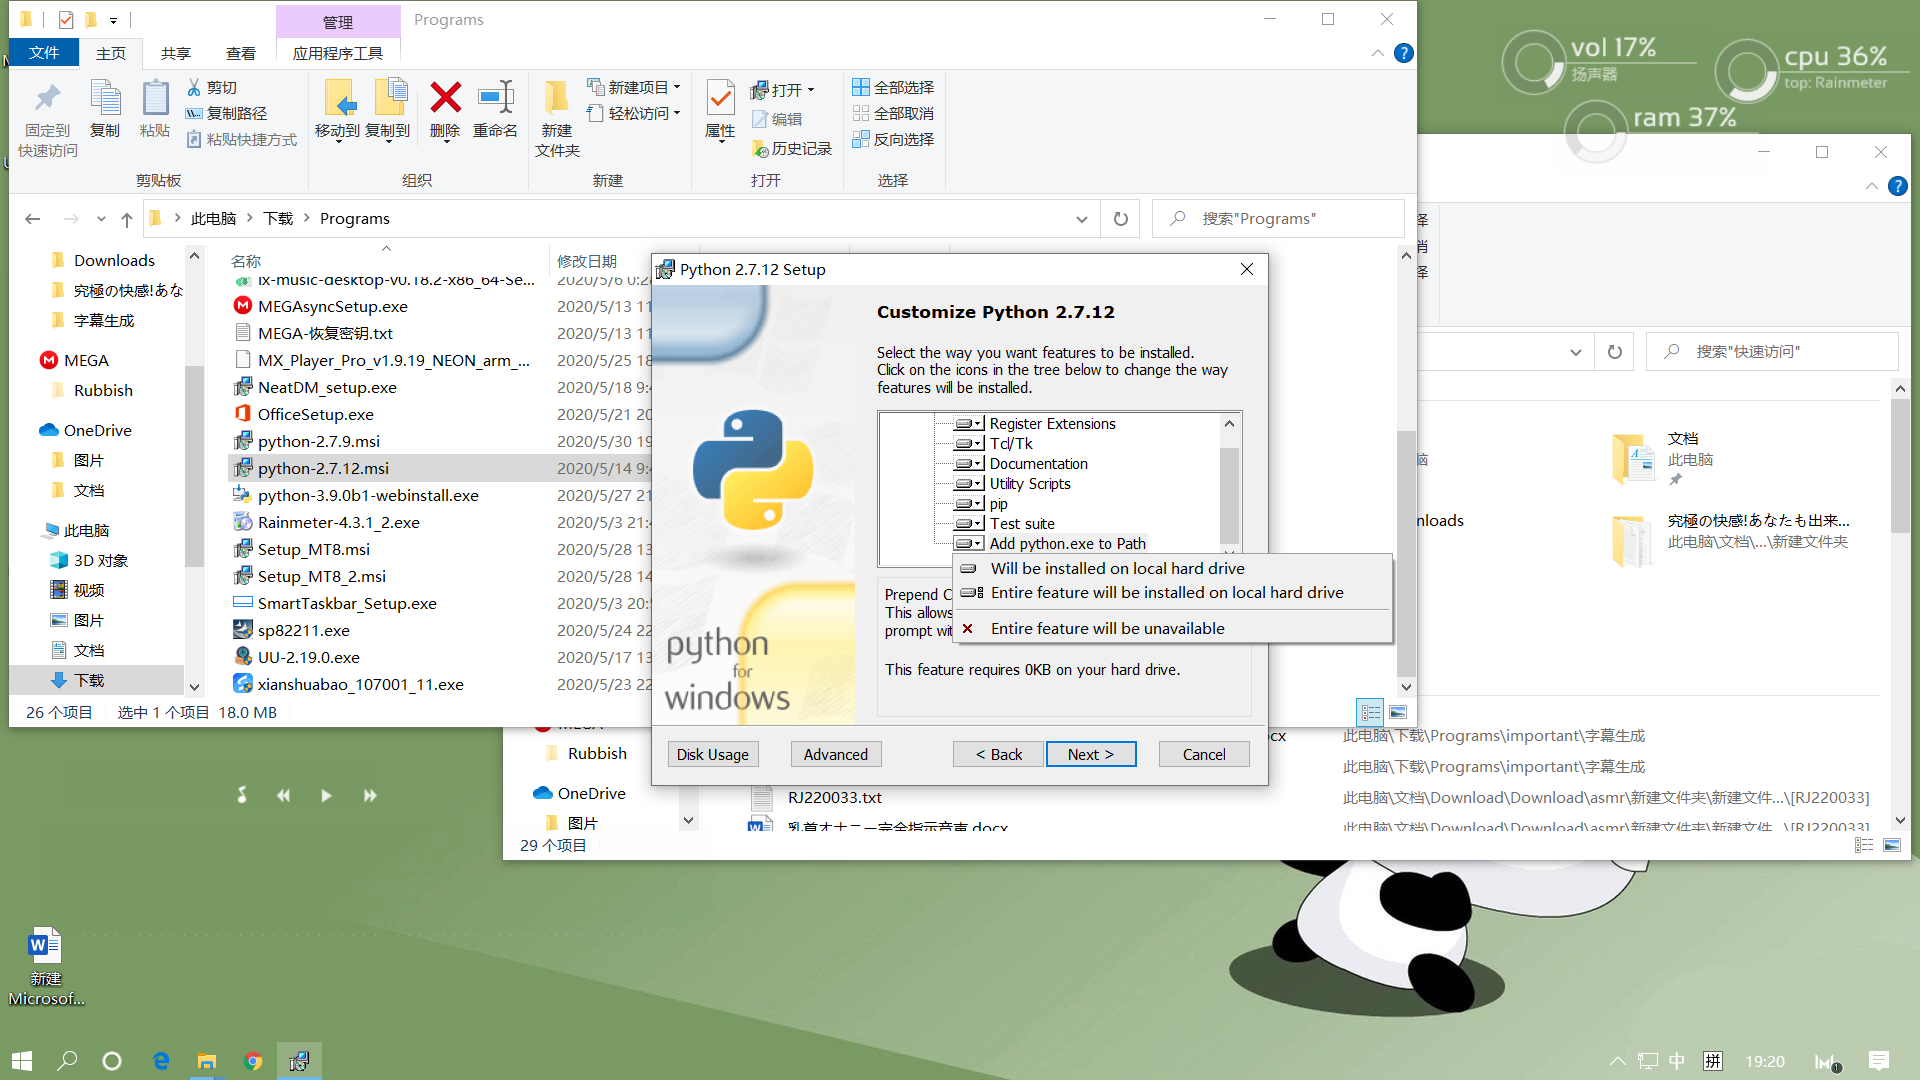 管理
Programs
文件
主页
共享
查看
应用程序工具
固定到
快速访问
复制
粘贴
剪切
复制路径
粘贴快捷方式
剪贴板
移动到
复制到
删除
重命名
组织
新建
文件夹
新建项目
轻松访问
新建
属性
打开
编辑
历史记录
打开
全部选择
全部取消
反向选择
选择
此电脑
下载
Programs
搜索"Programs"
Downloads
究極の快感!あな
字幕生成
MEGA
Rubbish
OneDrive
图片
文档
此电脑
3D 对象
视频
图片
文档
下载
名称
修改日期
lx-music-desktop-v0.18.2-x86_64-Se...
2020/5/6 0:2
MEGAsyncSetup.exe
2020/5/13 11
MEGA-恢复密钥.txt
2020/5/13 11
MX_Player_Pro_v1.9.19_NEON_arm_...
2020/5/25 18
NeatDM_setup.exe
2020/5/18 9:4
OfficeSetup.exe
2020/5/21 20
python-2.7.9.msi
2020/5/30 19
python-2.7.12.msi
2020/5/14 9:4
python-3.9.0b1-webinstall.exe
2020/5/27 21
Rainmeter-4.3.1_2.exe
2020/5/3 21:4
Setup_MT8.msi
2020/5/28 13
Setup_MT8_2.msi
2020/5/28 14
SmartTaskbar_Setup.exe
2020/5/3 20:5
sp82211.exe
2020/5/24 22
UU-2.19.0.exe
2020/5/17 13
xianshuabao_107001_11.exe
2020/5/23 22
26 个项目
选中 1 个项目 18.0 MB
Python 2.7.12 Setup
Customize Python 2.7.12
Select the way you want features to be installed.
Click on the icons in the tree below to change the way
features will be installed.
Register Extensions
Tcl/Tk
Documentation
Utility Scripts
pip
Test suite
Add python.exe to Path
Will be installed on local hard drive
Entire feature will be installed on local hard drive
Entire feature will be unavailable
Prepend C
This allows
prompt wit
This feature requires 0KB on your hard drive.
python
for
windows
Disk Usage
Advanced
< Back
Next >
Cancel
vol 17%
扬声器
cpu 36%
top: Rainmeter
ram 37%
搜索"快速访问"
文档
此电脑
nloads
究極の快感!あなたも出来...
此电脑\文档\...\新建文件夹
MEGA
Rubbish
OneDrive
图片
29 个项目
cx
此电脑\下载\Programs\important\字幕生成
此电脑\下载\Programs\important\字幕生成
RJ220033.txt
此电脑\文档\Download\Download\asmr\新建文件夹\新建文件...\[RJ220033]
乳首オナニー完全指示音声.docx
此电脑\文档\Download\Download\asmr\新建文件夹\新建文件...\[RJ220033]
新建
Microsof...
中
拼
19:20